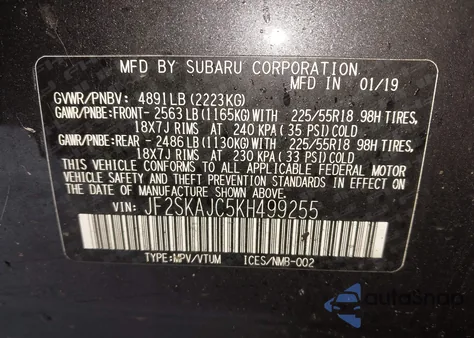 MFD BY SUBARU CORPORATION
MFD IN 01/19
GVWR/PNBV: 4891LB (2223KG)
GAWR/PNBE:FRONT- 2563LB (1165KG)WITH 225/55R18 98H TIRES,
18X7J RIMS AT 240 KPA (35 PSI)COLD
GAWR/PNBE:REAR - 2486LB (1130KG)WITH 225/55R18 98H TIRES,
18X7J RIMS AT 230 KPA (33 PSI)COLD
THIS VEHICLE CONFORMS TO ALL APPLICABLE FEDERAL MOTOR
VEHICLE SAFETY, BUMPER, AND THEFT PREVENTION STANDARDS
IN EFFECT ON THE DATE OF MANUFACTURE SHOWN ABOVE.
VIN: JF2SKAJC5KH499255
TYPE:MPV/VTUM ICES/NMB-002
AutoSnap